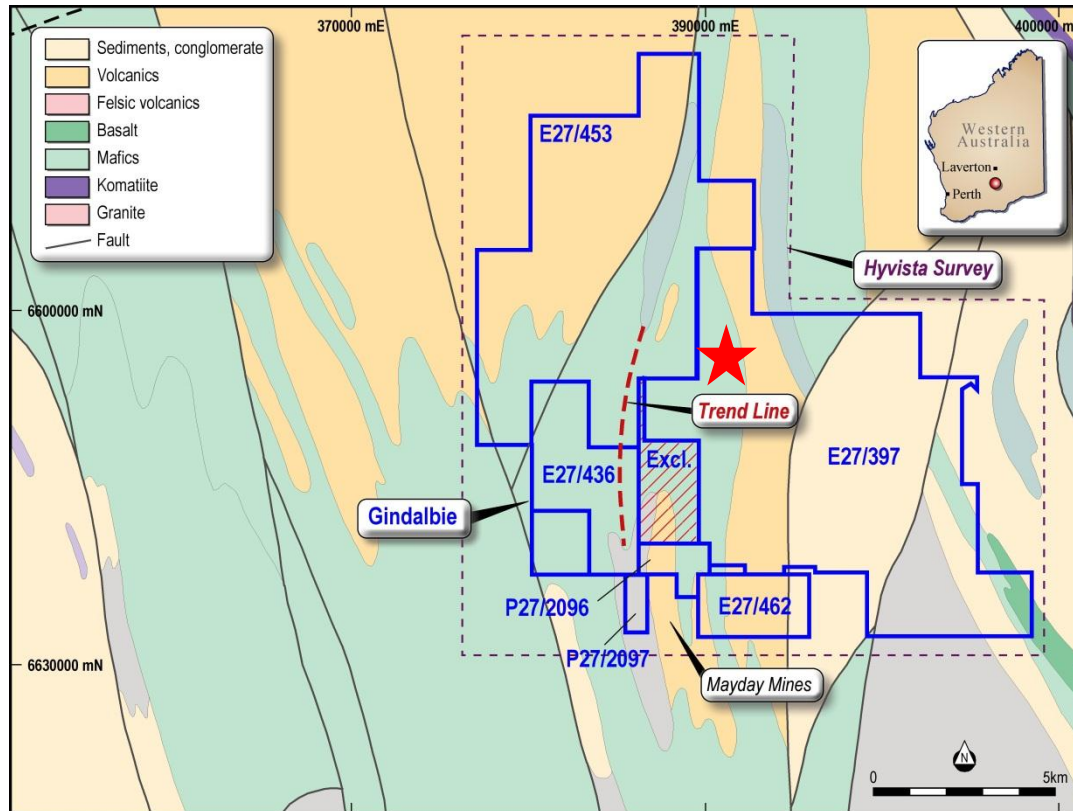 370000 mE
390000 mE
400000 mE
Sediments, conglomerate
Volcanics
Felsic volcanics
Basalt
Mafics
Komatiite
Granite
Fault
Western
Australia
Laverton
Perth
E27/453
Hyvista Survey
6600000 mN
Trend Line
Excl.
E27/436
E27/397
Gindalbie
P27/2096
E27/462
P27/2097
6630000 mN
Mayday Mines
N
0
5km